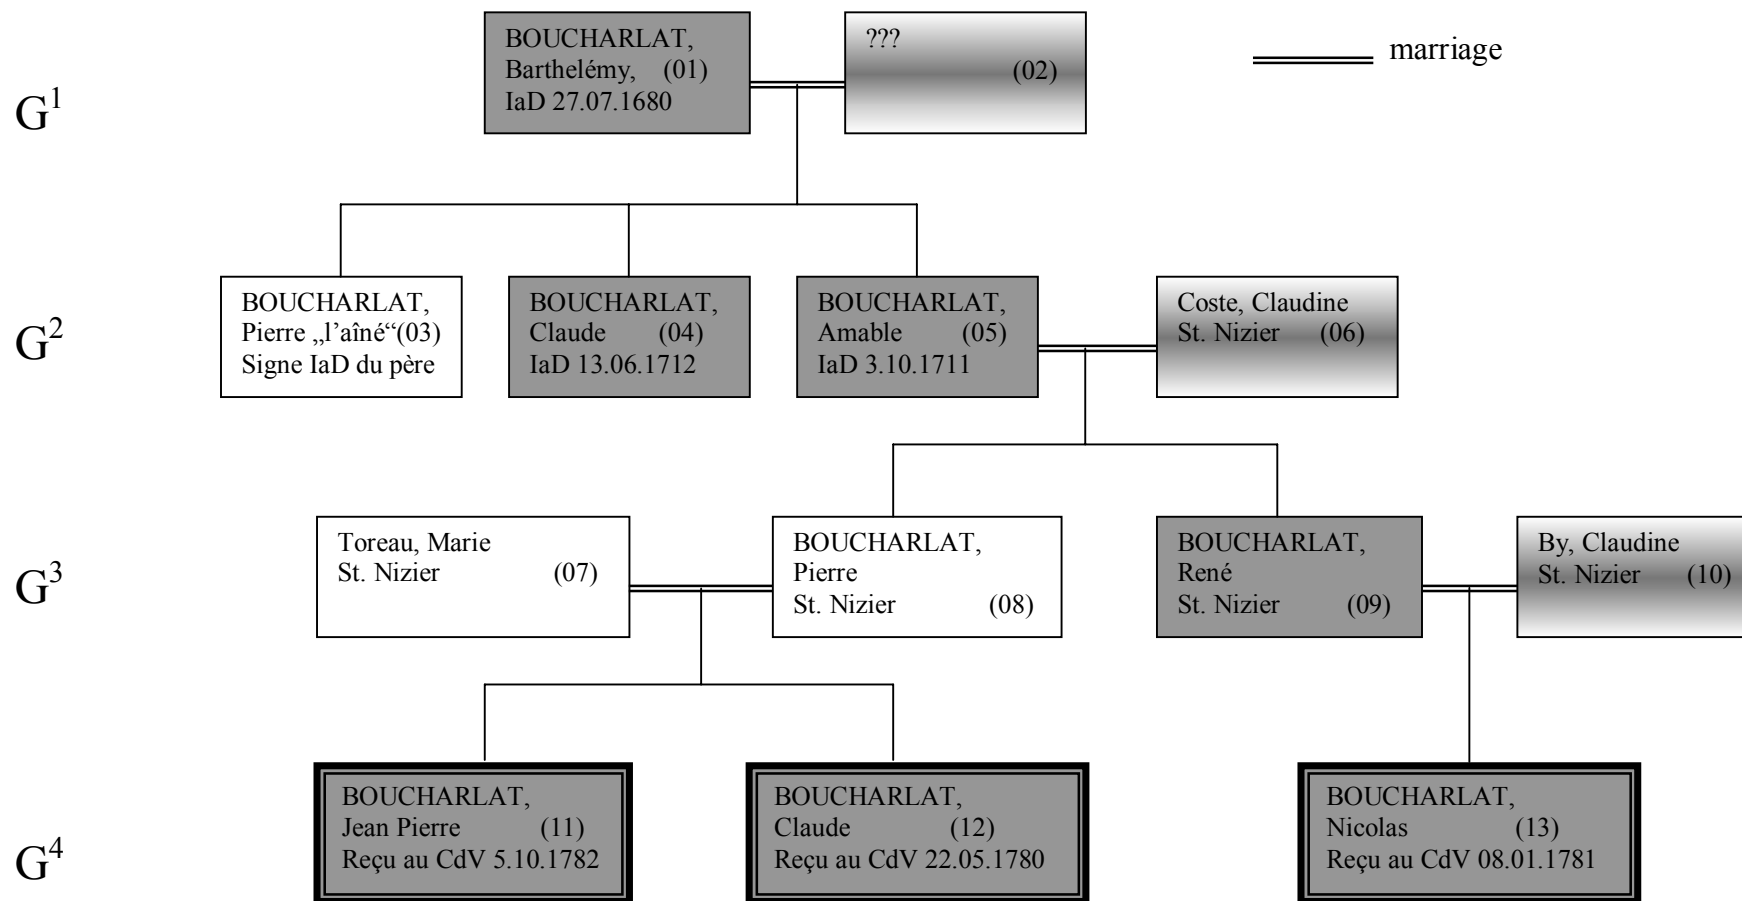 BOUCHARLAT,
Barthelémy, (01)
IaD 27.07.1680
???
(02)
marriage
G1
BOUCHARLAT,
Pierre „l’aîné“(03)
Signe IaD du père
BOUCHARLAT,
Claude (04)
IaD 13.06.1712
BOUCHARLAT,
Amable (05)
IaD 3.10.1711
Coste, Claudine
St. Nizier (06)
G2
Toreau, Marie
St. Nizier (07)
BOUCHARLAT,
Pierre
St. Nizier (08)
BOUCHARLAT,
René
St. Nizier (09)
By, Claudine
St. Nizier (10)
G3
BOUCHARLAT,
Jean Pierre (11)
Reçu au CdV 5.10.1782
BOUCHARLAT,
Claude (12)
Reçu au CdV 22.05.1780
BOUCHARLAT,
Nicolas (13)
Reçu au CdV 08.01.1781
G4